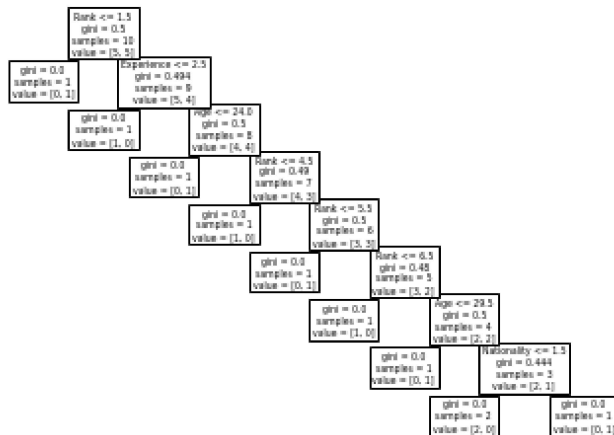 Rank <= 1.5
gini = 0.5
samples = 10
value = [5, 5]
gini = 0.0
samples = 1
value = [0, 1]
Experience <= 2.5
gini = 0.494
samples = 9
value = [5, 4]
gini = 0.0
samples = 1
value = [1, 0]
Age <= 24.0
gini = 0.5
samples = 8
value = [4, 4]
gini = 0.0
samples = 1
value = [0, 1]
Rank <= 4.5
gini = 0.49
samples = 7
value = [4, 3]
gini = 0.0
samples = 1
value = [1, 0]
Rank <= 5.5
gini = 0.5
samples = 6
value = [3, 3]
gini = 0.0
samples = 1
value = [0, 1]
Rank <= 6.5
gini = 0.48
samples = 5
value = [3, 2]
gini = 0.0
samples = 1
value = [1, 0]
Age <= 29.5
gini = 0.5
samples = 4
value = [2, 2]
gini = 0.0
samples = 1
value = [0, 1]
Nationality <= 1.5
gini = 0.444
samples = 3
value = [2, 1]
gini = 0.0
samples = 2
value = [2, 0]
gini = 0.0
samples = 1
value = [0, 1]